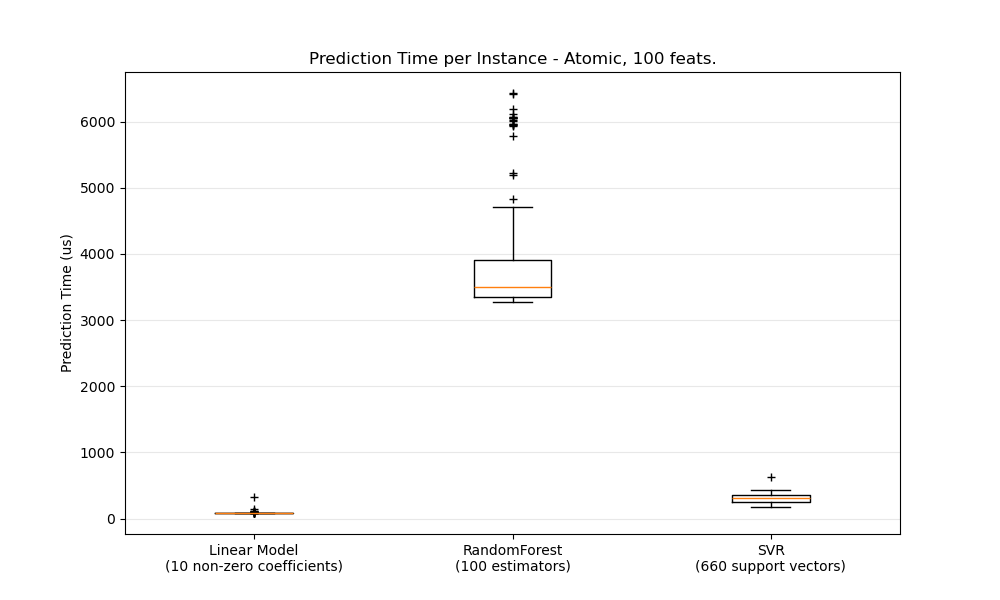 Prediction Time per Instance - Atomic, 100 feats.
Prediction Time (us)
6000
5000
4000
3000
2000
1000
0
Linear Model
(10 non-zero coefficients)
RandomForest
(100 estimators)
SVR
(660 support vectors)